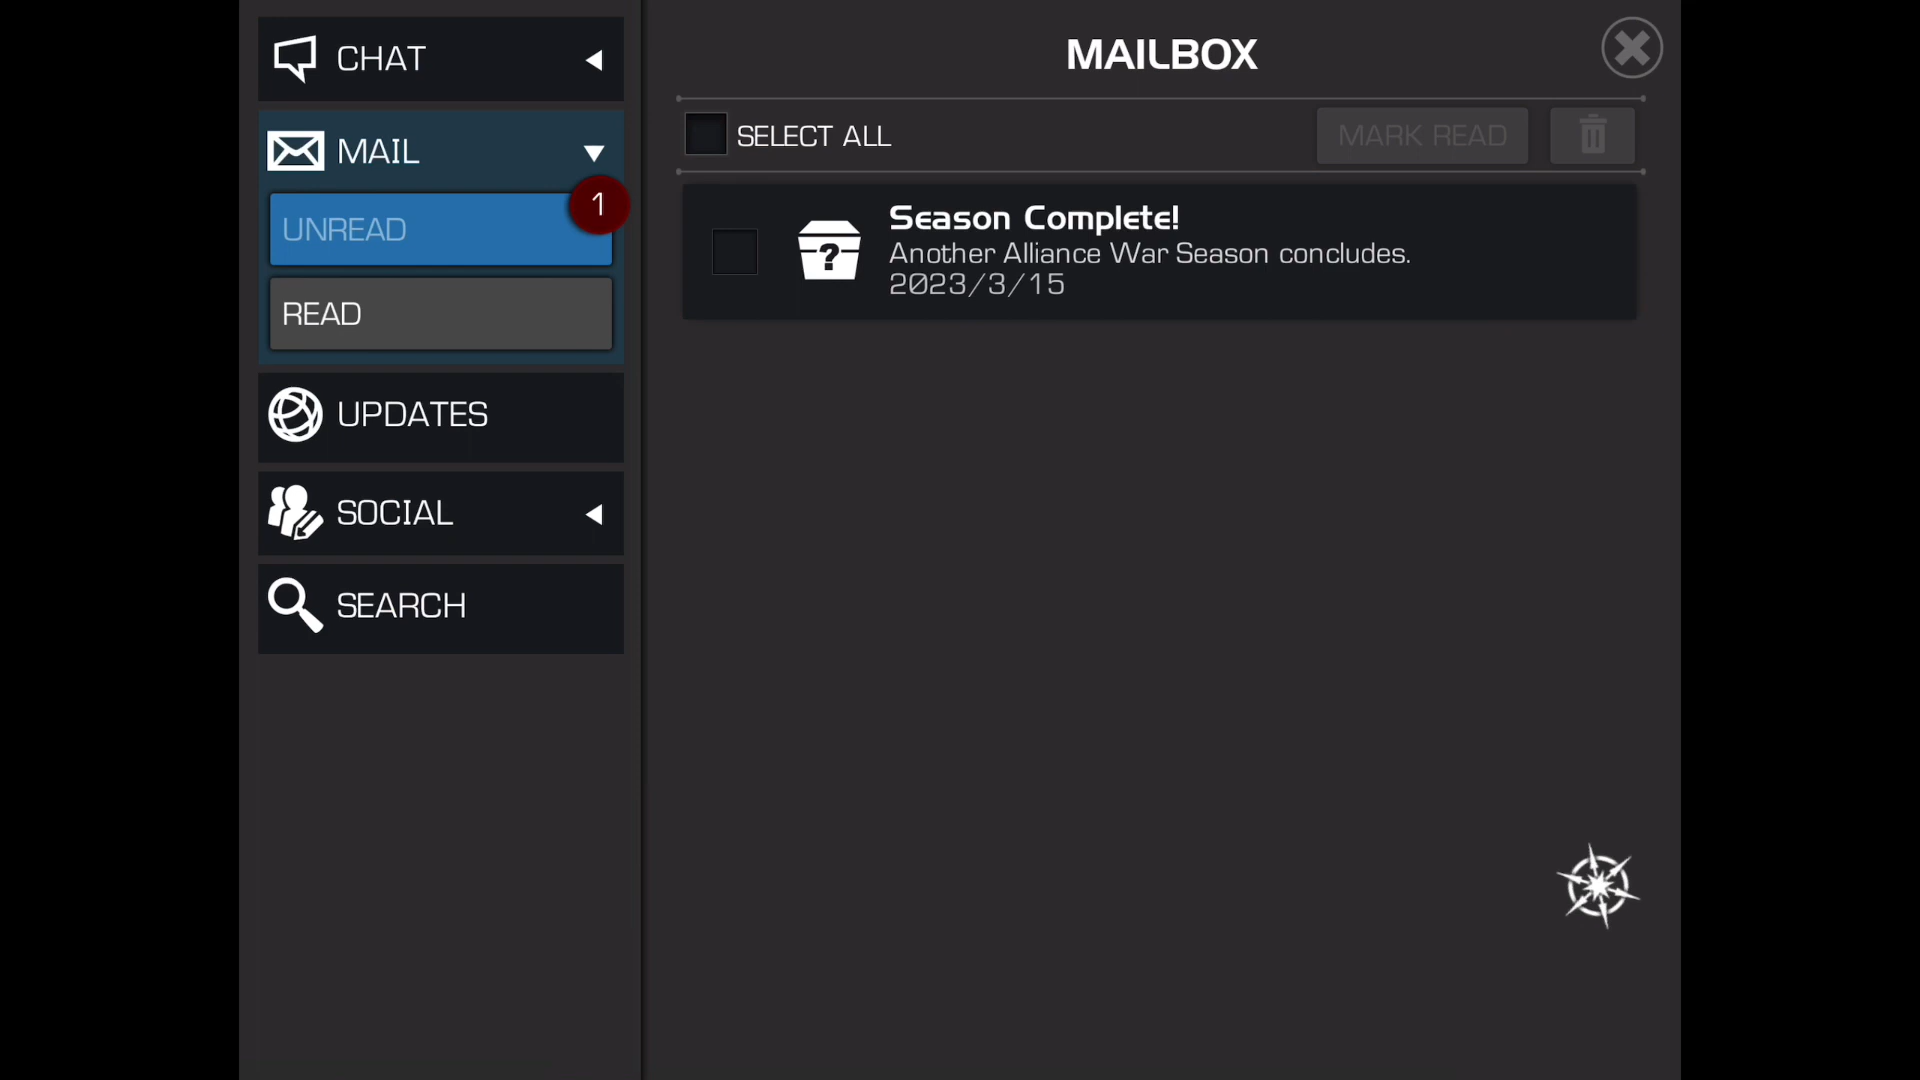 CHAT
MAIL
1
UNREAD
READ
UPDATES
SOCIAL
SEARCH
MAILBOX
SELECT ALL
MARK READ
?
Season Complete!
Another Alliance War Season concludes.
2023/3/15